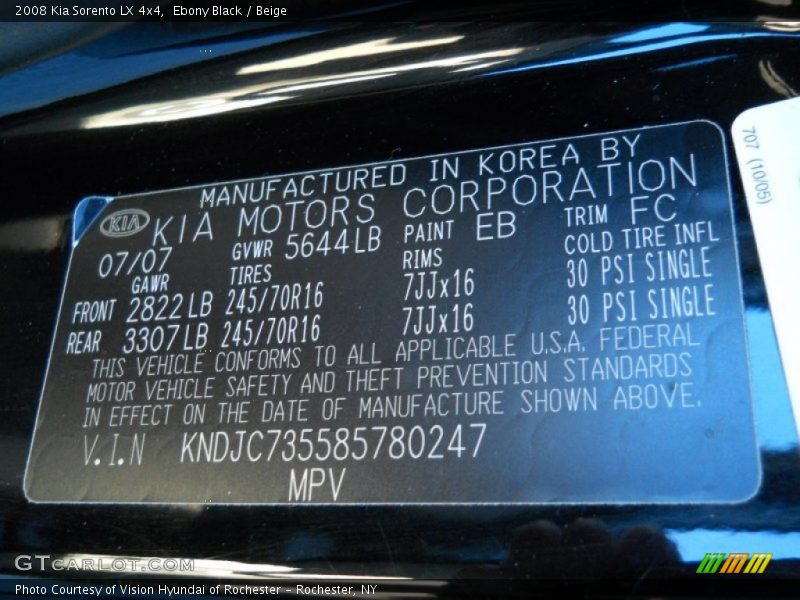 2008 Kia Sorento LX 4x4, Ebony Black / Beige
707 (10/05)
MANUFACTURED IN KOREA BY
KIA KIA MOTORS CORPORATION
07/07 GVWR 5644LB PAINT EB TRIM FC
GAWR TIRES RIMS COLD TIRE INFL
FRONT 2822LB 245/70R16 7JJx16 30 PSI SINGLE
REAR 3307LB 245/70R16 7JJx16 30 PSI SINGLE
THIS VEHICLE CONFORMS TO ALL APPLICABLE U.S.A. FEDERAL
MOTOR VEHICLE SAFETY AND THEFT PREVENTION STANDARDS
IN EFFECT ON THE DATE OF MANUFACTURE SHOWN ABOVE.
V.I.N KNDJC735585780247
MPV
GTCARLOT.COM
Photo Courtesy of Vision Hyundai of Rochester – Rochester, NY